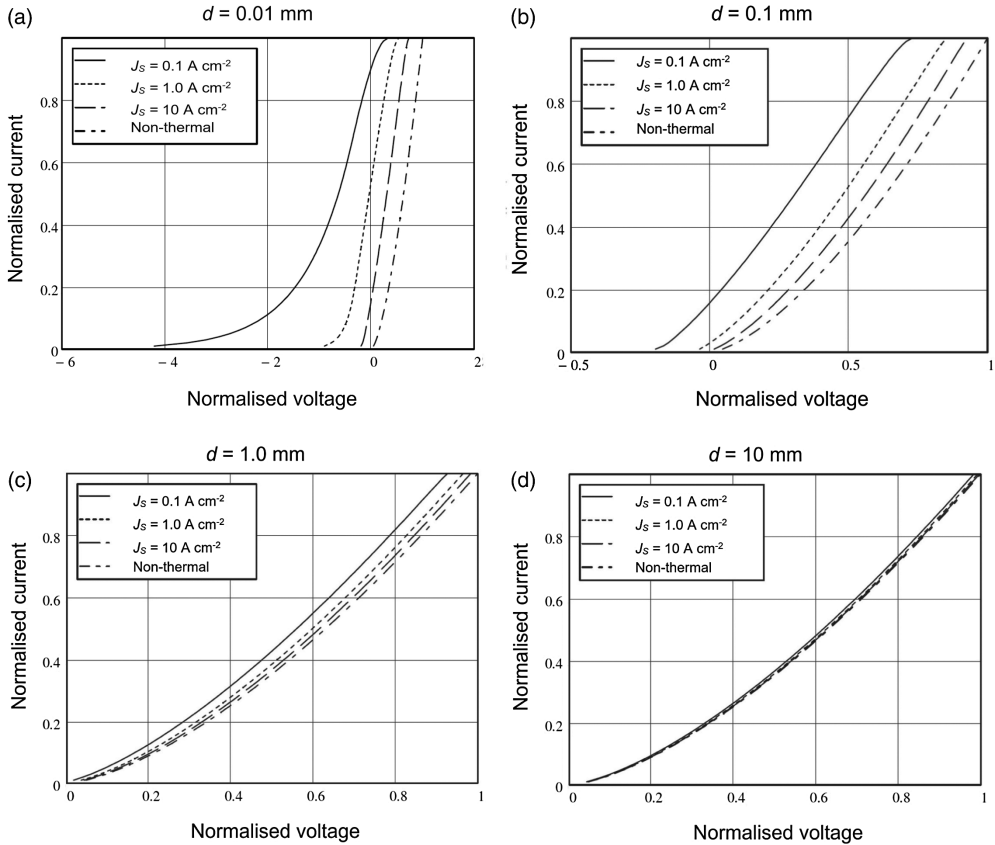 (a)
d = 0.01 mm
Normalised current
J_S = 0.1 A cm⁻²
J_S = 1.0 A cm⁻²
J_S = 10 A cm⁻²
Non-thermal
0.8
0.6
0.4
0.2
0
– 6
– 4
– 2
0
2
Normalised voltage
(b)
d = 0.1 mm
Normalised current
J_S = 0.1 A cm⁻²
J_S = 1.0 A cm⁻²
J_S = 10 A cm⁻²
Non-thermal
0.8
0.6
0.4
0.2
0
– 0.5
0
0.5
1
Normalised voltage
(c)
d = 1.0 mm
Normalised current
J_S = 0.1 A cm⁻²
J_S = 1.0 A cm⁻²
J_S = 10 A cm⁻²
Non-thermal
0.8
0.6
0.4
0.2
0
0
0.2
0.4
0.6
0.8
1
Normalised voltage
(d)
d = 10 mm
Normalised current
J_S = 0.1 A cm⁻²
J_S = 1.0 A cm⁻²
J_S = 10 A cm⁻²
Non-thermal
0.8
0.6
0.4
0.2
0
0
0.2
0.4
0.6
0.8
1
Normalised voltage